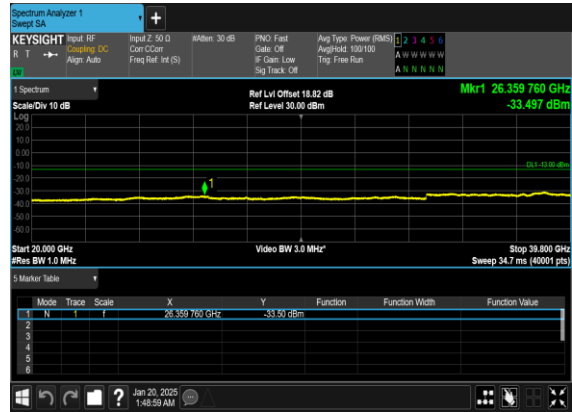 Spectrum Analyzer 1
Swept SA
+
KEYSIGHT Input: RF Input Z: 50 Ω #Atten: 30 dB PNO: Fast Avg Type: Power (RMS) 1 2 3 4 5 6
R T Coupling: DC Corr CCorr Gate: Off Avg|Hold: 100/100 A W W W W W
Align: Auto Freq Ref: Int (S) IF Gain: Low Trig: Free Run
Sig Track: Off A N N N N N
1 Spectrum Ref Lvl Offset 18.82 dB Mkr1 26.359 760 GHz
Scale/Div 10 dB Ref Level 30.00 dBm -33.497 dBm
Log
20.0
10.0
0.00
-10.0 DL1 -13.00 dBm
-20.0 1
-30.0
-40.0
-50.0
-60.0
Start 20.000 GHz Video BW 3.0 MHz* Stop 39.800 GHz
#Res BW 1.0 MHz Sweep 34.7 ms (40001 pts)
5 Marker Table
Mode Trace Scale X Y Function Function Width Function Value
1 N 1 f 26.359 760 GHz -33.50 dBm
2
3
4
5
6
? Jan 20, 2025
1:48:59 AM